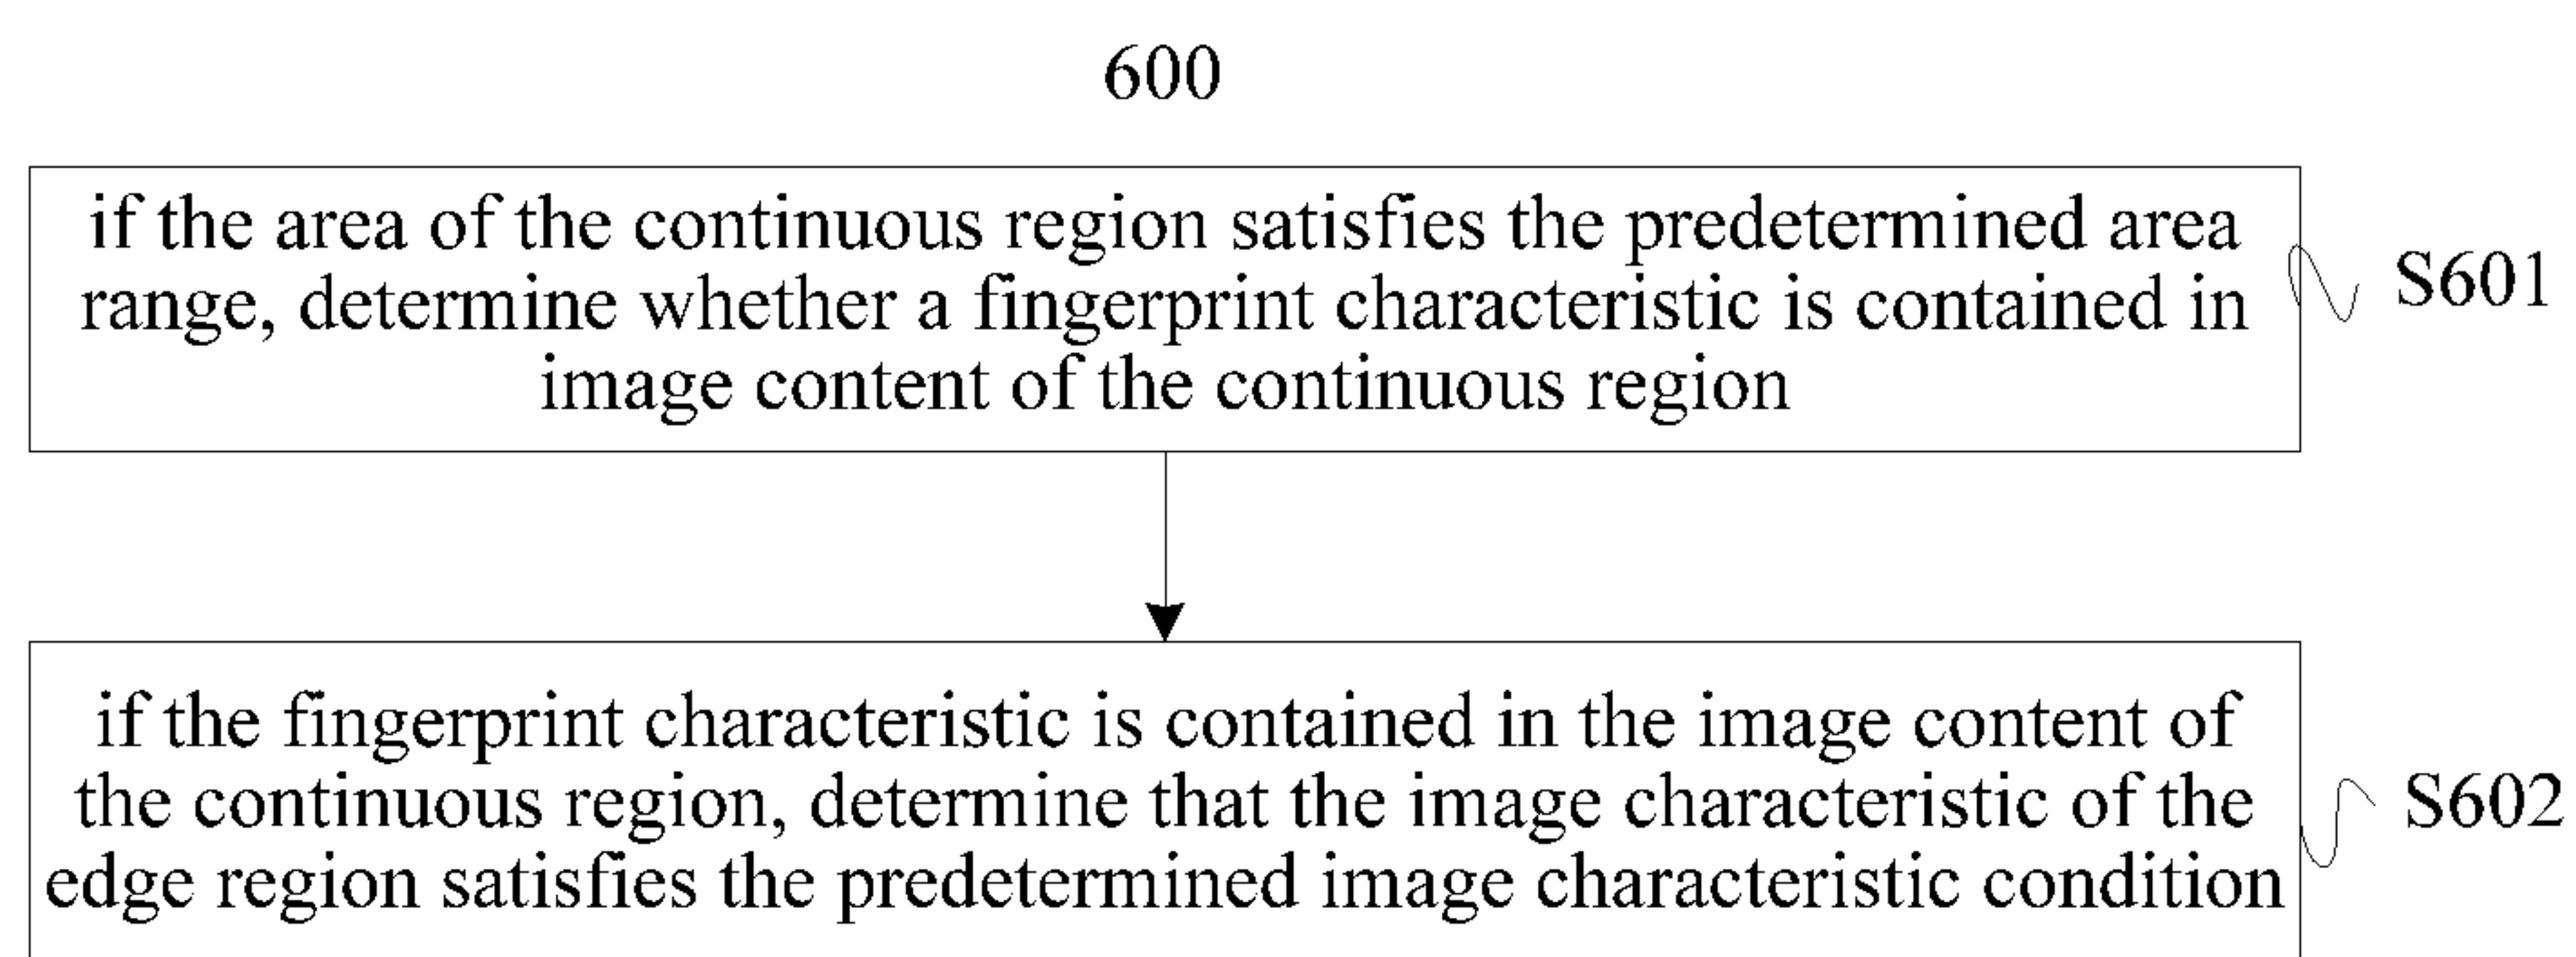 600
if the area of the continuous region satisfies the predetermined area
range, determine whether a fingerprint characteristic is contained in
image content of the continuous region
S601
if the fingerprint characteristic is contained in the image content of
the continuous region, determine that the image characteristic of the
edge region satisfies the predetermined image characteristic condition
S602